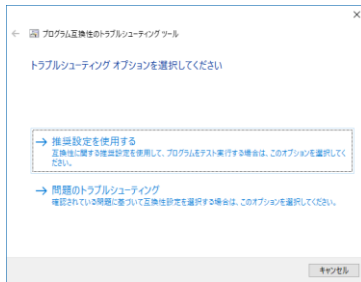 プログラム互換性のトラブルシューティング ツール
トラブルシューティング オプションを選択してください
→ 推奨設定を使用する
互換性に関する推奨設定を使用して、プログラムをテスト実行する場合は、このオプションを選択してく
ださい。
→ 問題のトラブルシューティング
確認されている問題に基づいて互換性設定を選択する場合は、このオプションを選択してください。
キャンセル